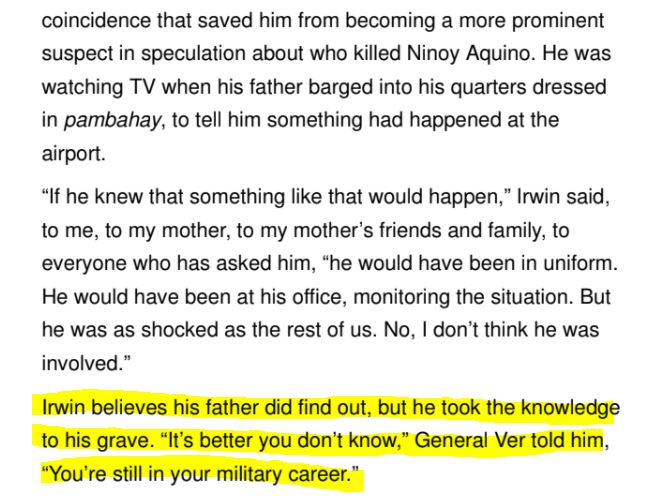 coincidence that saved him from becoming a more prominent
suspect in speculation about who killed Ninoy Aquino. He was
watching TV when his father barged into his quarters dressed
in pambahay, to tell him something had happened at the
airport.
“If he knew that something like that would happen,” Irwin said,
to me, to my mother, to my mother’s friends and family, to
everyone who has asked him, “he would have been in uniform.
He would have been at his office, monitoring the situation. But
he was as shocked as the rest of us. No, I don’t think he was
involved.”
Irwin believes his father did find out, but he took the knowledge
to his grave. “It’s better you don’t know,” General Ver told him,
“You’re still in your military career.”